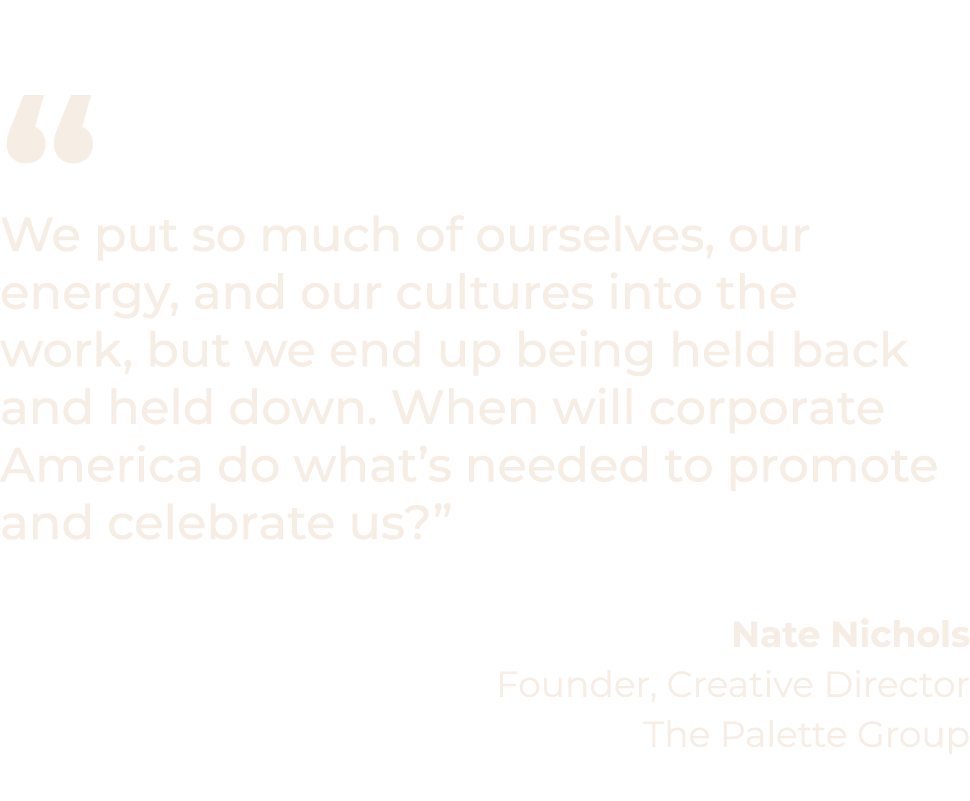 “
We put so much of ourselves, our
energy, and our cultures into the
work, but we end up being held back
and held down. When will corporate
America do what’s needed to promote
and celebrate us?”
Nate Nichols
Founder, Creative Director
The Palette Group